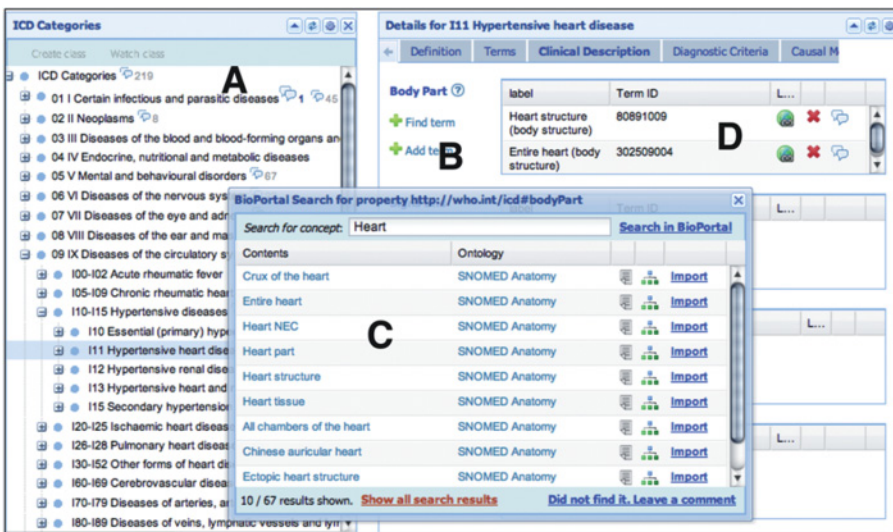 ICD Categories
Create class Watch class
A
ICD Categories 219
01 I Certain infectious and parasitic diseases 1 45
02 II Neoplasms 8
03 III Diseases of the blood and blood-forming organs an
04 IV Endocrine, nutritional and metabolic diseases
05 V Mental and behavioural disorders 67
06 VI Diseases of the nervous sys
07 VII Diseases of the eye and adn
08 VIII Diseases of the ear and ma
09 IX Diseases of the circulatory s
I00-I02 Acute rheumatic fever
I05-I09 Chronic rheumatic hear
I10-I15 Hypertensive diseases
I10 Essential (primary) hype
I11 Hypertensive heart dise
I12 Hypertensive renal disea
I13 Hypertensive heart and
I15 Secondary hypertension
I20-I25 Ischaemic heart disease
I26-I28 Pulmonary heart diseas
I30-I52 Other forms of heart di
I60-I69 Cerebrovascular diseas
I70-I79 Diseases of arteries, ar
I80-I89 Diseases of veins, lymphatic vessels and lym
Details for I11 Hypertensive heart disease
Definition Terms Clinical Description Diagnostic Criteria Causal M
Body Part
Find term
Add term
B
label Term ID L...
Heart structure (body structure) 80891009
Entire heart (body structure) 302509004
D
label Term ID L...
L...
L...
BioPortal Search for property http://who.int/icd#bodyPart
Search for concept: Heart Search in BioPortal
Contents Ontology
Crux of the heart SNOMED Anatomy Import
Entire heart SNOMED Anatomy Import
Heart NEC SNOMED Anatomy Import
C
Heart part SNOMED Anatomy Import
Heart structure SNOMED Anatomy Import
Heart tissue SNOMED Anatomy Import
All chambers of the heart SNOMED Anatomy Import
Chinese auricular heart SNOMED Anatomy Import
Ectopic heart structure SNOMED Anatomy Import
10 / 67 results shown. Show all search results Did not find it. Leave a comment